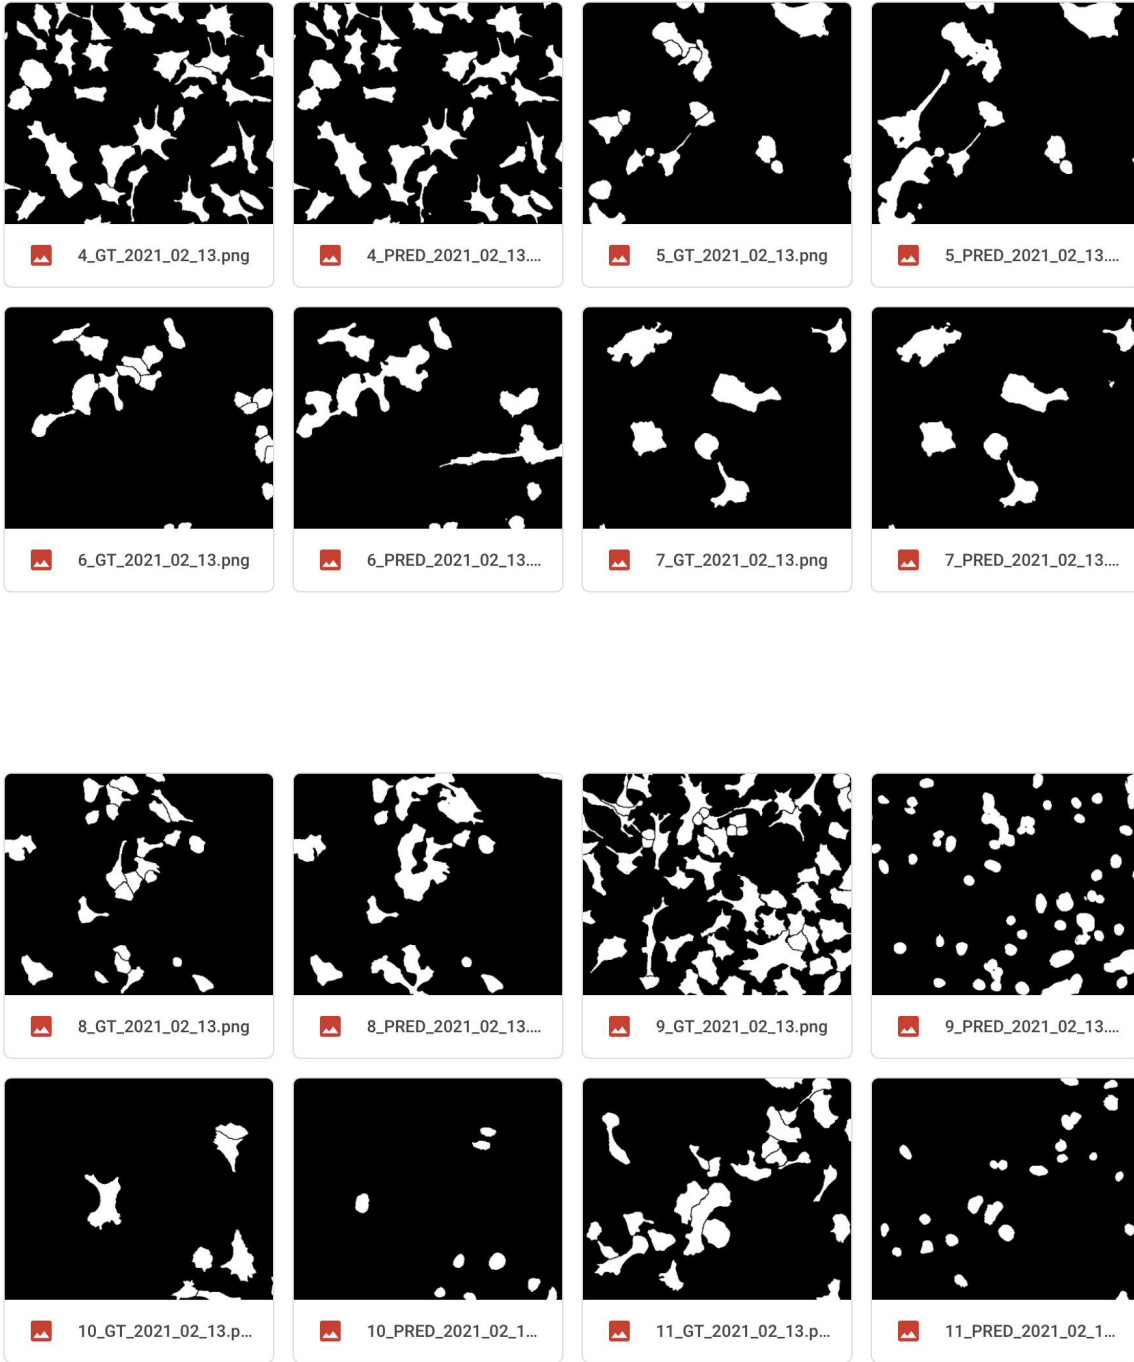 4_GT_2021_02_13.png
4_PRED_2021_02_13....
5_GT_2021_02_13.png
5_PRED_2021_02_13....
6_GT_2021_02_13.png
6_PRED_2021_02_13....
7_GT_2021_02_13.png
7_PRED_2021_02_13....
8_GT_2021_02_13.png
8_PRED_2021_02_13....
9_GT_2021_02_13.png
9_PRED_2021_02_13....
10_GT_2021_02_13.p...
10_PRED_2021_02_1...
11_GT_2021_02_13.p...
11_PRED_2021_02_1...